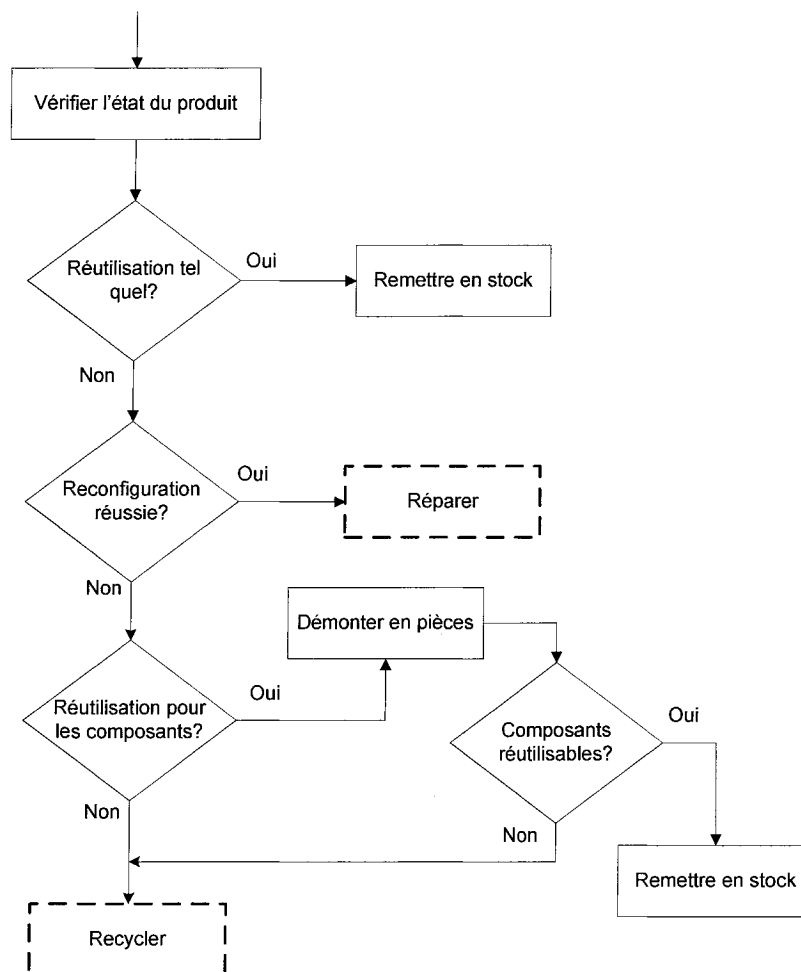 Vérifier l'état du produit
Réutilisation tel
quel?
Oui
Remettre en stock
Non
Reconfiguration
réussie?
Oui
Réparer
Non
Démonter en pièces
Réutilisation pour
les composants?
Oui
Composants
réutilisables?
Oui
Non
Non
Remettre en stock
Recycler